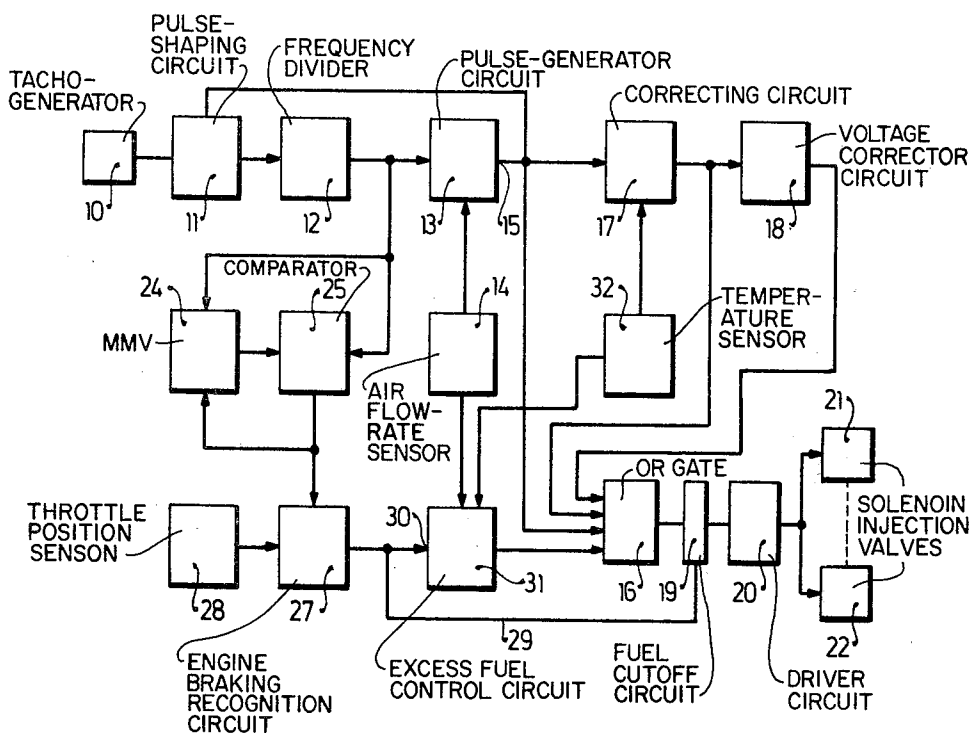 PULSE-
SHAPING
CIRCUIT
FREQUENCY
DIVIDER
PULSE-GENERATOR
CIRCUIT
TACHO-
GENERATOR
CORRECTING CIRCUIT
VOLTAGE
CORRECTOR
CIRCUIT
10
11
12
13
15
17
18
24
COMPARATOR
25
14
32
TEMPER-
ATURE
SENSOR
MMV
AIR
FLOW-
RATE
SENSOR
21
OR GATE
SOLENOIN
INJECTION
VALVES
THROTTLE
POSITION
SENSON
30
28
27
31
16
19
20
22
29
ENGINE
BRAKING
RECOGNITION
CIRCUIT
EXCESS FUEL
CONTROL CIRCUIT
FUEL
CUTOFF
CIRCUIT
DRIVER
CIRCUIT